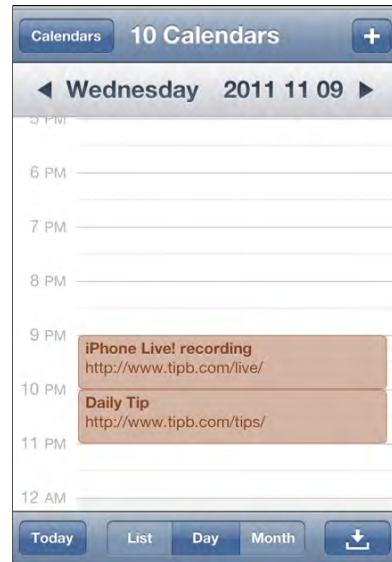 Calendars 10 Calendars +
Wednesday 2011 11 09
5 PM
6 PM
7 PM
8 PM
9 PM
iPhone Live! recording
http://www.tipb.com/live/
10 PM
Daily Tip
http://www.tipb.com/tips/
11 PM
12 AM
Today List Day Month